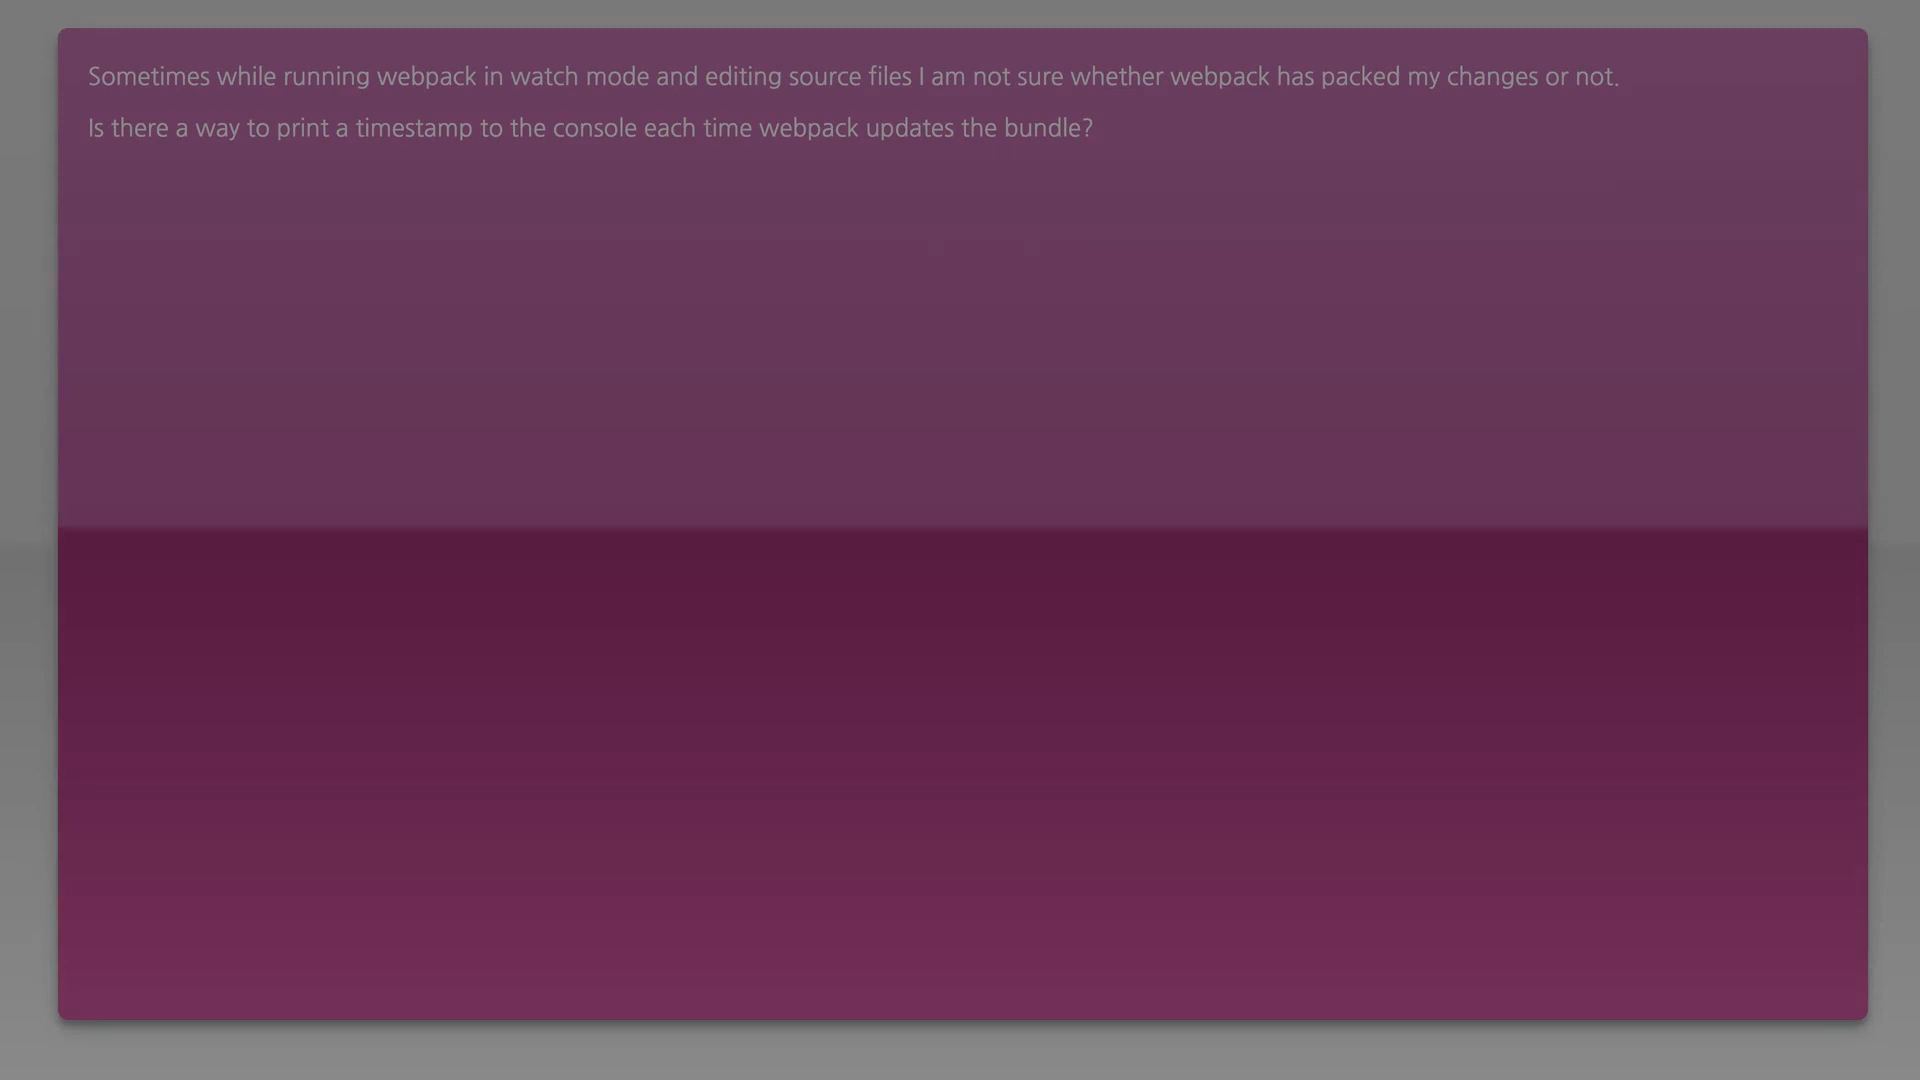 Sometimes while running webpack in watch mode and editing source files I am not sure whether webpack has packed my changes or not.
Is there a way to print a timestamp to the console each time webpack updates the bundle?